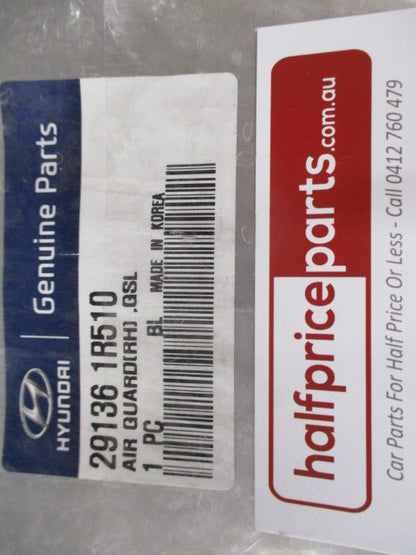 HYUNDAI | Genuine Parts
29136 1R510
AIR GUARD(RH) ,GSL
1 PC BL MADE IN KOREA
halfpriceparts.com.au
Car Parts For Half Price Or Less - Call 0412 760 479